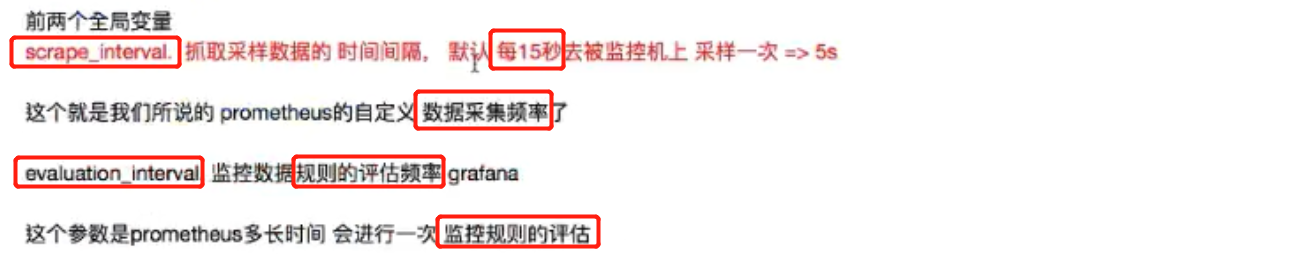 前两个全局变量
scrape_interval. 抓取采样数据的 时间间隔， 默认 每15秒去被监控机上 采样一次 => 5s
这个就是我们所说的 prometheus的自定义 数据采集频率了
evaluation_interval 监控数据规则的评估频率 grafana
这个参数是prometheus多长时间 会进行一次 监控规则的评估